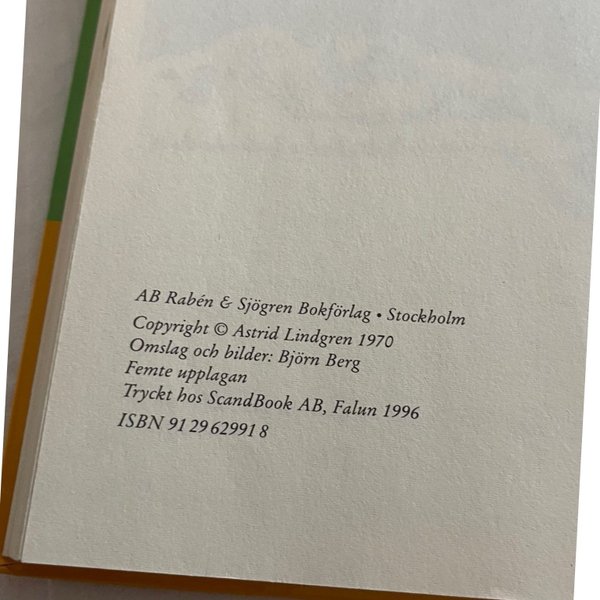 AB Rabén & Sjögren Bokförlag • Stockholm
Copyright © Astrid Lindgren 1970
Omslag och bilder: Björn Berg
Femte upplagan
Tryckt hos ScandBook AB, Falun 1996
ISBN 91 29 62991 8